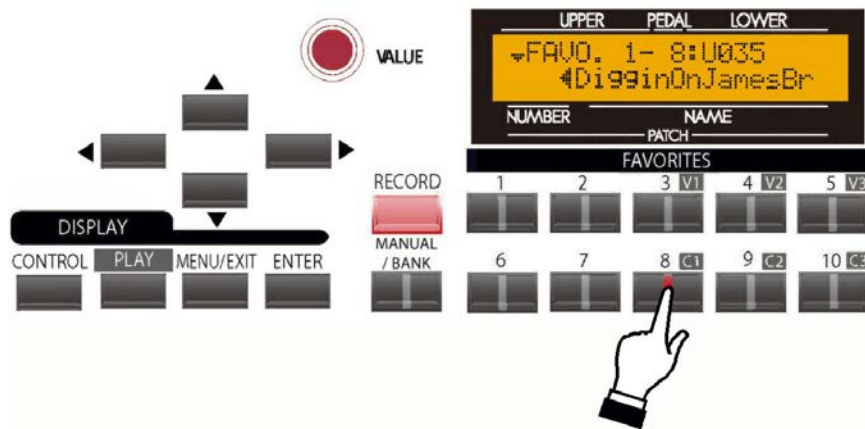 VALUE
UPPER PEDAL LOWER
FAVO. 1- 8:U035
DigginOnJamesBr
NUMBER NAME
PATCH
FAVORITES
RECORD
1 2 3 V1 4 V2 5 V3
DISPLAY
CONTROL PLAY MENU/EXIT ENTER
MANUAL
/ BANK
6 7 8 C1 9 C2 10 C3